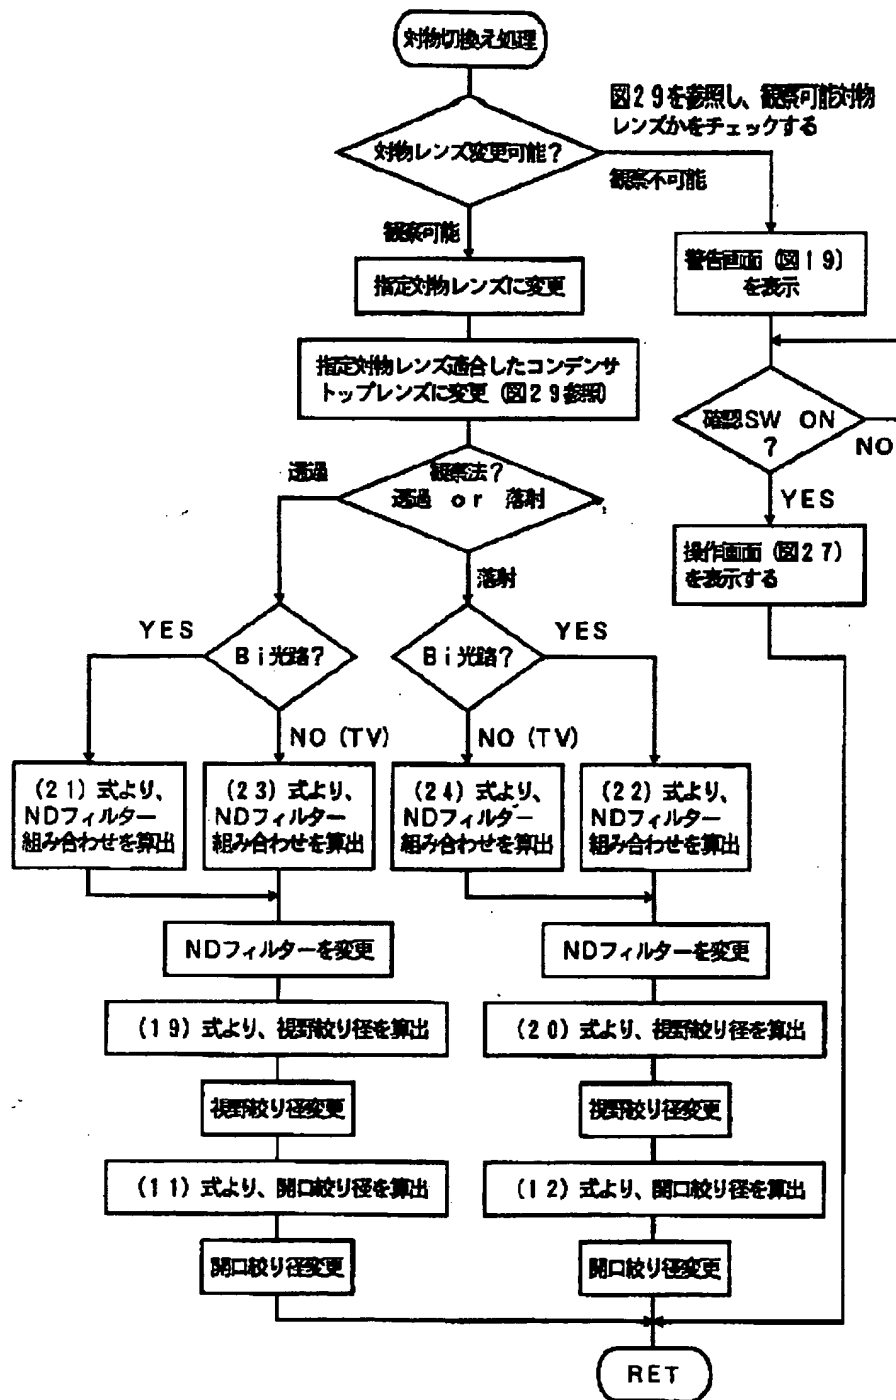 対物切換え処理
図29を参照し、観察可能対物
レンズかをチェックする
対物レンズ変更可能?
観察不可能
観察可能
警告画面 (図19)
を表示
指定対物レンズに変更
指定対物レンズ適合したコンデンサ
トップレンズに変更 (図29参照)
確認SW ON
?
NO
YES
透過
観察法?
透過 or 落射
操作画面 (図27)
を表示する
落射
YES
Bi光路?
Bi光路?
YES
NO (TV)
NO (TV)
(21) 式より、
NDフィルター
組み合わせを算出
(23) 式より、
NDフィルター
組み合わせを算出
(24) 式より、
NDフィルター
組み合わせを算出
(22) 式より、
NDフィルター
組み合わせを算出
NDフィルターを変更
NDフィルターを変更
(19) 式より、視野絞り径を算出
(20) 式より、視野絞り径を算出
視野絞り径変更
視野絞り径変更
(11) 式より、開口絞り径を算出
(12) 式より、開口絞り径を算出
開口絞り径変更
開口絞り径変更
RET